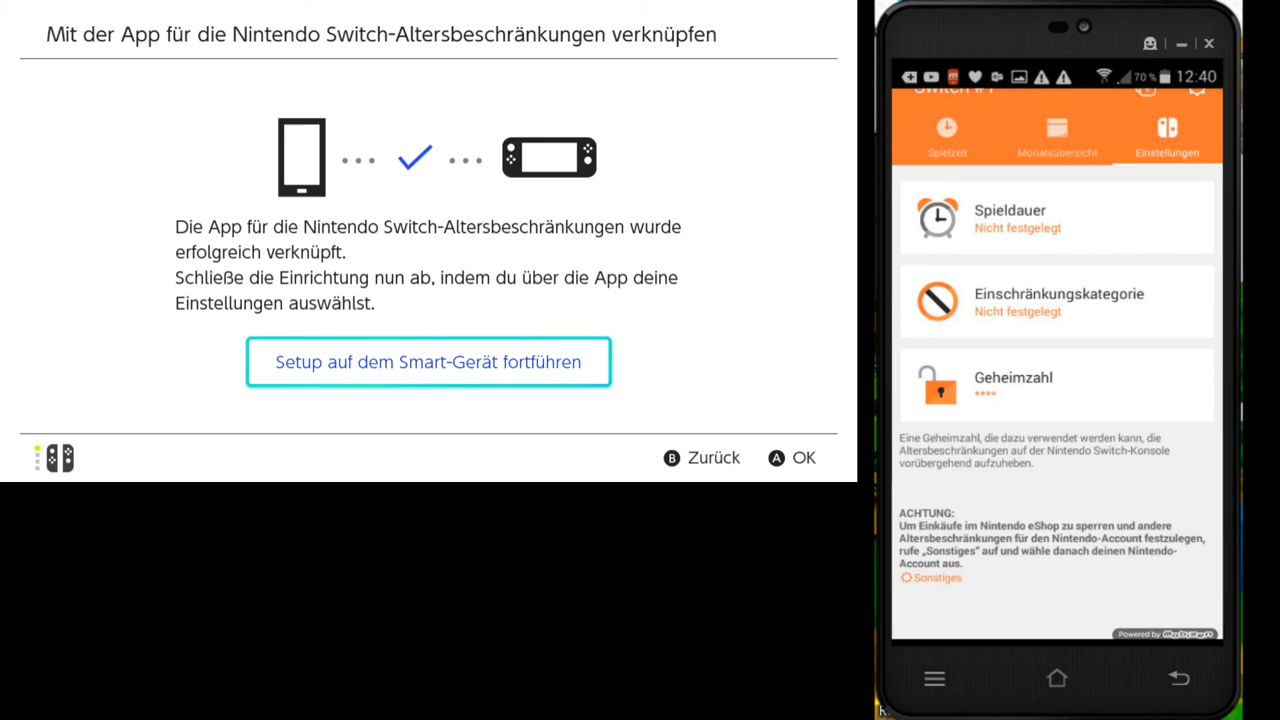 Mit der App für die Nintendo Switch-Altersbeschränkungen verknüpfen
Die App für die Nintendo Switch-Altersbeschränkungen wurde
erfolgreich verknüpft.
Schließe die Einrichtung nun ab, indem du über die App deine
Einstellungen auswählst.
Setup auf dem Smart-Gerät fortführen
B Zurück A OK
70 % 12:40
Switch #1
Spielzeit Monatsübersicht Einstellungen
Spieldauer
Nicht festgelegt
Einschränkungskategorie
Nicht festgelegt
Geheimzahl
****
Eine Geheimzahl, die dazu verwendet werden kann, die
Altersbeschränkungen auf der Nintendo Switch-Konsole
vorübergehend aufzuheben.
ACHTUNG:
Um Einkäufe im Nintendo eShop zu sperren und andere
Altersbeschränkungen für den Nintendo-Account festzulegen,
rufe „Sonstiges" auf und wähle danach deinen Nintendo-
Account aus.
Sonstiges
Powered by Mobizen